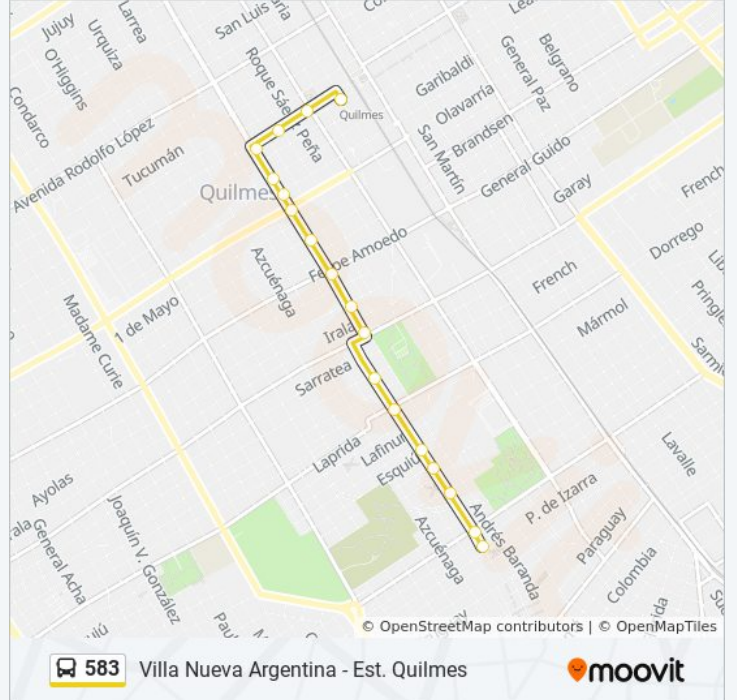 Jujuy
Larrea
San Luis
O'Higgins
Urquiza
Condarco
Roque Sáenz Peña
Quilmes
Garibaldi
Olavarría
Brandsen
General Paz
Belgrano
San Martín
General Guido
Garay
French
Avenida Rodolfo López
Tucumán
Quilmes
Azcuénaga
Felipe Amoedo
Dorrego
French
Mármol
Madame Curie
1 de Mayo
Irala
Sarratea
Laprida
Lafinur
Esquiú
Lavalle
Ayolas
General Acha
Joaquín V. González
Azcuénaga
Andrés Baranda
P. de Izarra
Paraguay
Colombia
© OpenStreetMap contributors | © OpenMapTiles
583 Villa Nueva Argentina - Est. Quilmes
moovit